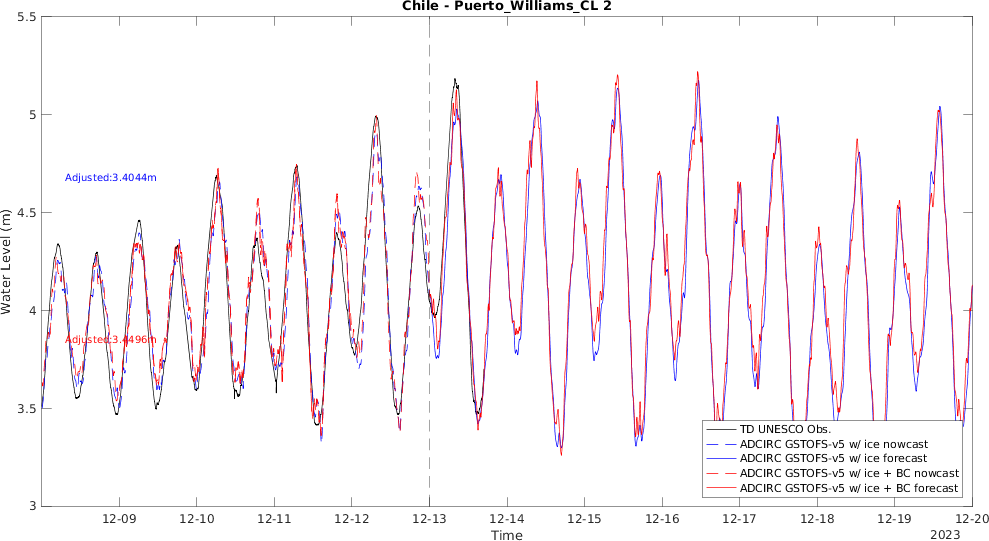 Chile - Puerto_Williams_CL 2
5.5
5
4.5
4
3.5
3
Water Level (m)
Adjusted:3.4044m
Adjusted:3.4496m
TD UNESCO Obs.
ADCIRC GSTOFS-v5 w/ ice nowcast
ADCIRC GSTOFS-v5 w/ ice forecast
ADCIRC GSTOFS-v5 w/ ice + BC nowcast
ADCIRC GSTOFS-v5 w/ ice + BC forecast
12-09 12-10 12-11 12-12 12-13 12-14 12-15 12-16 12-17 12-18 12-19 12-20
Time
2023